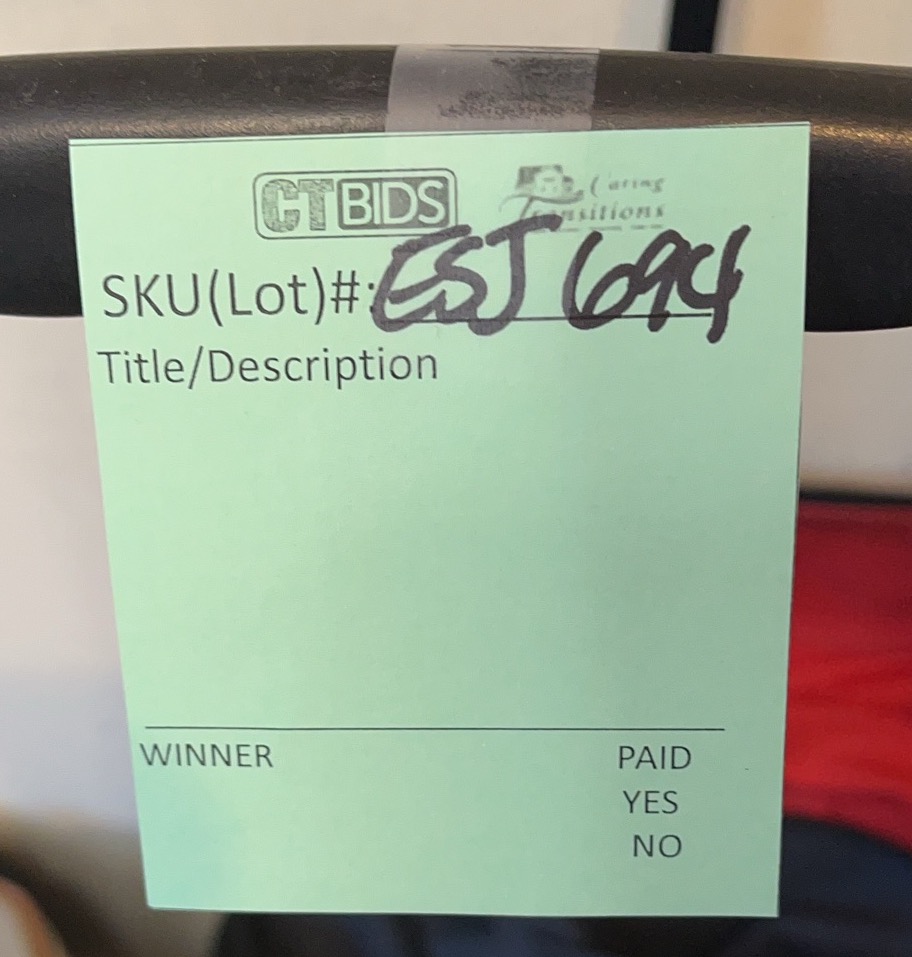 CTBIDS
Caring
Transitions
SKU(Lot)#: ESJ 694
Title/Description
WINNER PAID
YES
NO